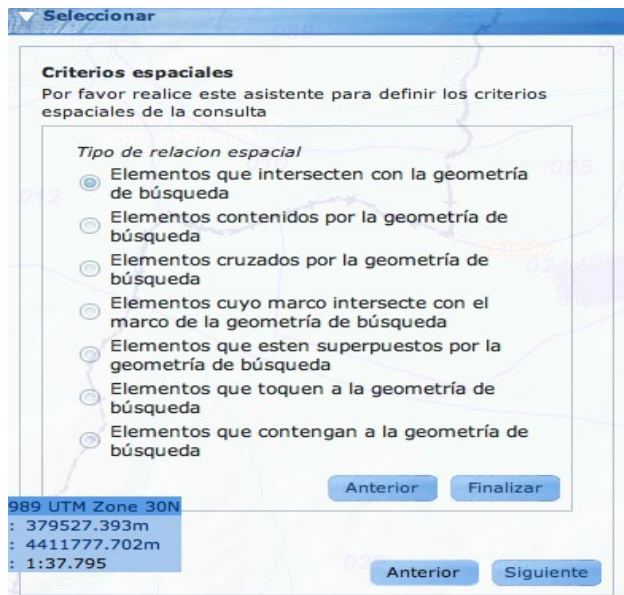 Seleccionar
Criterios espaciales
Por favor realice este asistente para definir los criterios
espaciales de la consulta
Tipo de relacion espacial
Elementos que intersecten con la geometría
de búsqueda
Elementos contenidos por la geometría de
búsqueda
Elementos cruzados por la geometría de
búsqueda
Elementos cuyo marco intersecte con el
marco de la geometría de búsqueda
Elementos que esten superpuestos por la
geometría de búsqueda
Elementos que toquen a la geometría de
búsqueda
Elementos que contengan a la geometría de
búsqueda
Anterior Finalizar
989 UTM Zone 30N
: 379527.393m
: 4411777.702m
: 1:37.795
Anterior Siguiente
012
025